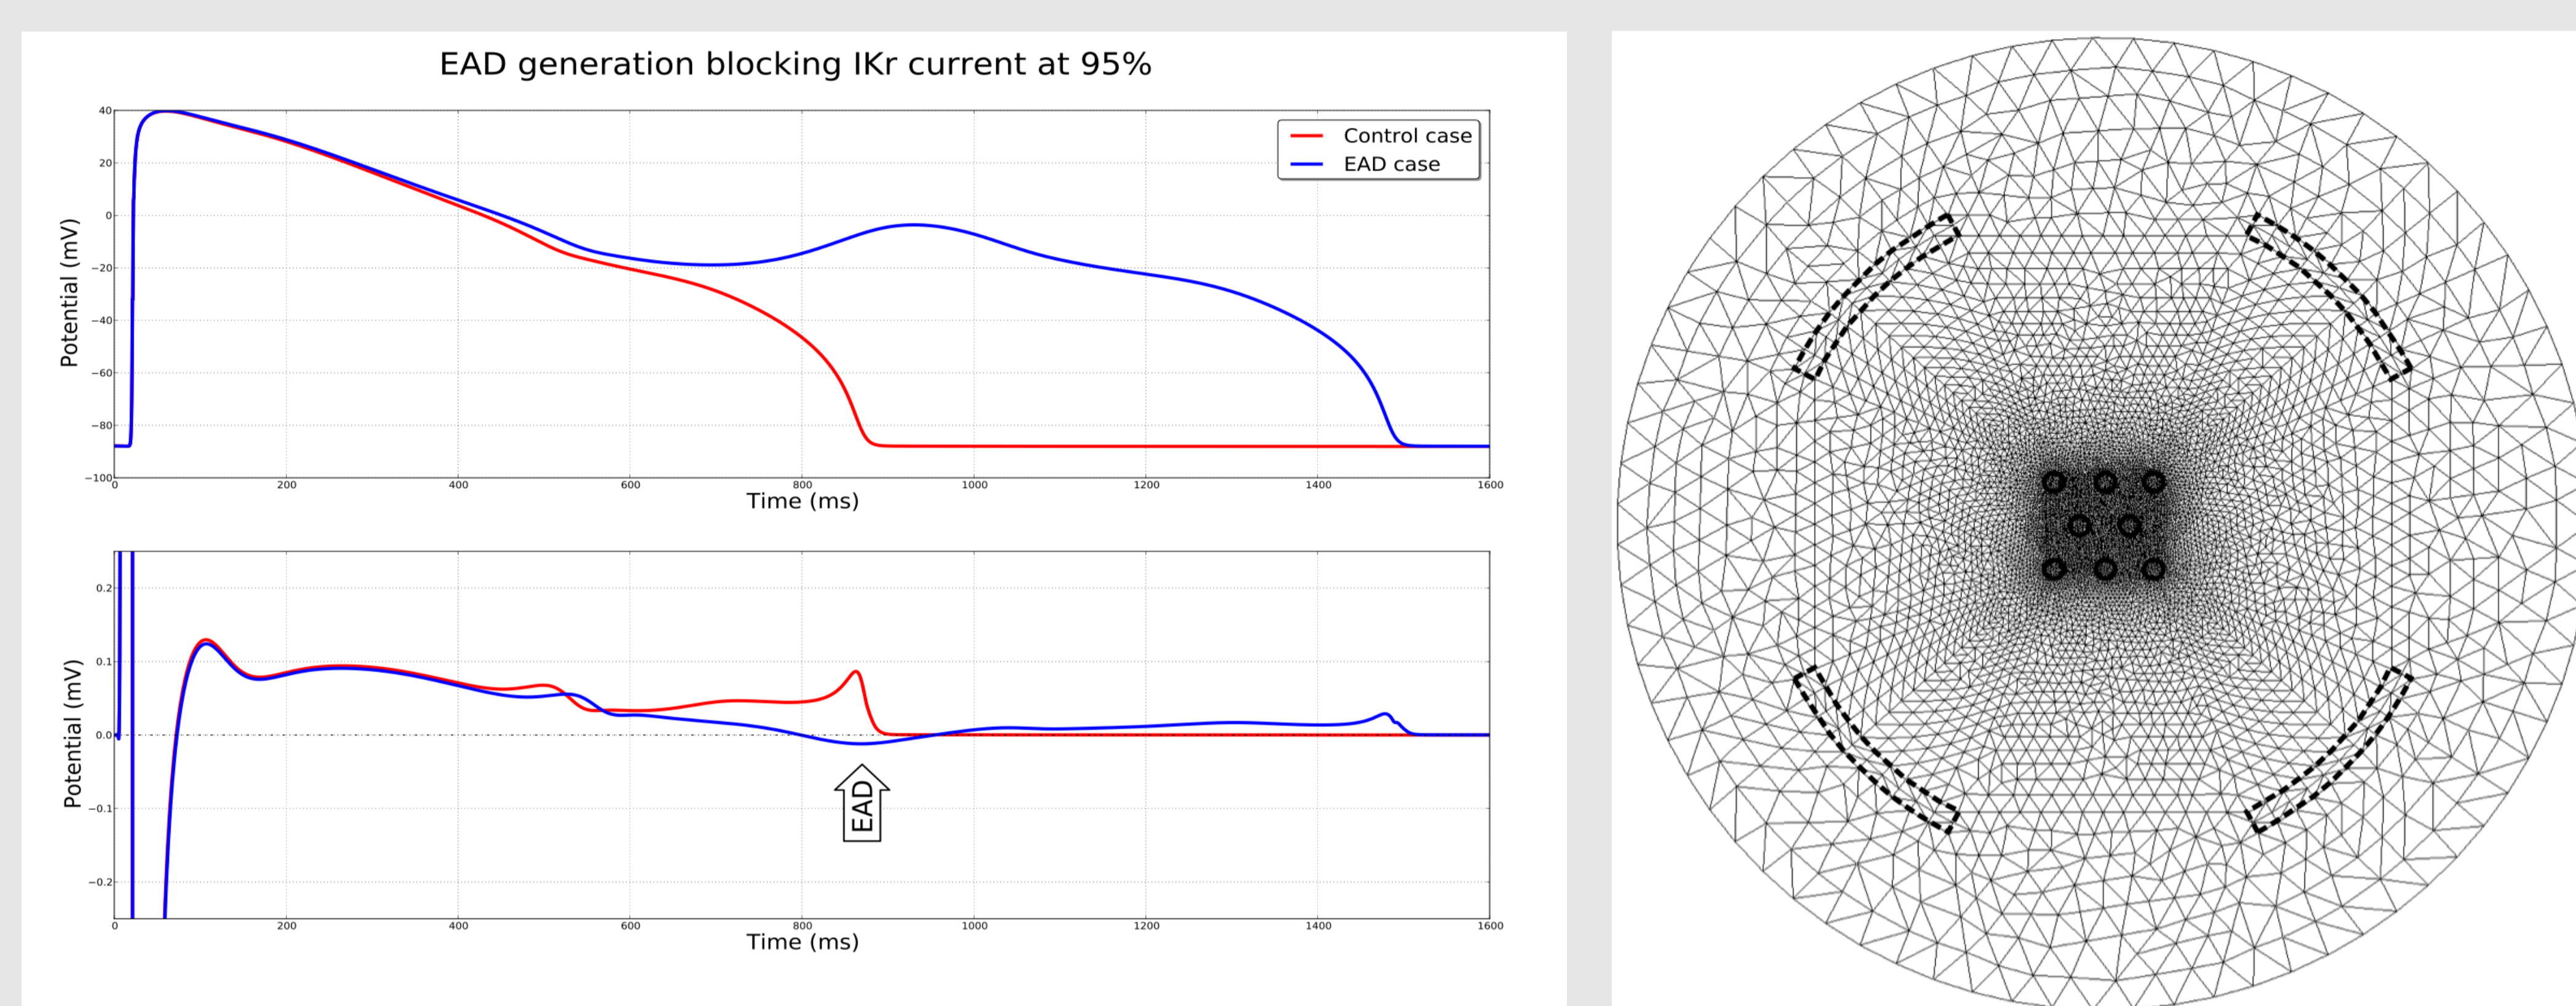 EAD generation blocking IKr current at 95%
Potential (mV)
40
20
0
−20
−40
−60
−80
−100
Control case
EAD case
0 200 400 600 800 1000 1200 1400 1600
Time (ms)
Potential (mV)
0.2
0.1
0.0
−0.1
−0.2
EAD
0 200 400 600 800 1000 1200 1400 1600
Time (ms)